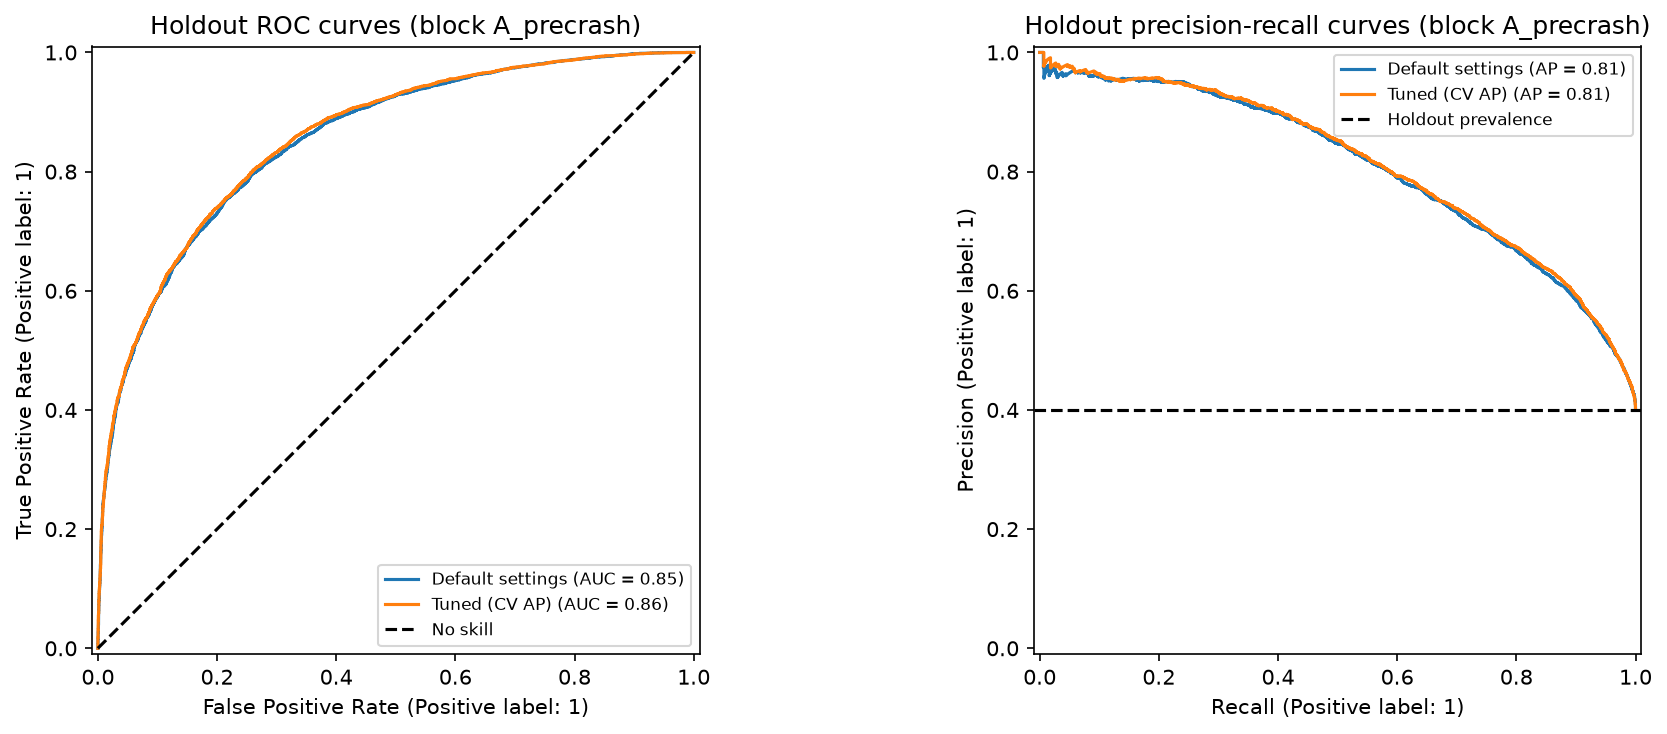 Holdout ROC curves (block A_precrash)
True Positive Rate (Positive label: 1)
1.0
0.8
0.6
0.4
0.2
0.0
Default settings (AUC = 0.85)
Tuned (CV AP) (AUC = 0.86)
No skill
0.0 0.2 0.4 0.6 0.8 1.0
False Positive Rate (Positive label: 1)
Holdout precision-recall curves (block A_precrash)
Precision (Positive label: 1)
1.0
0.8
0.6
0.4
0.2
0.0
Default settings (AP = 0.81)
Tuned (CV AP) (AP = 0.81)
Holdout prevalence
0.0 0.2 0.4 0.6 0.8 1.0
Recall (Positive label: 1)